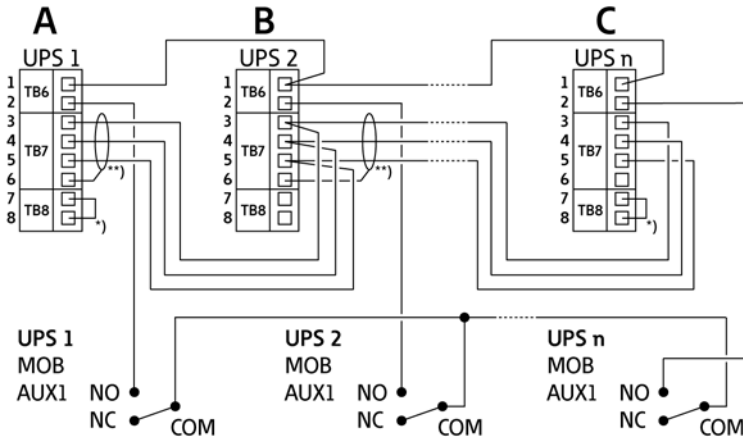 A B C
UPS 1 UPS 2 UPS n
1 TB6 1 TB6 1 TB6
2 2 2
3 3 3
4 TB7 4 TB7 4 TB7
5 **) 5 **) 5
6 6 6
7 TB8 7 TB8 7 TB8
8 *) 8 8 *)
UPS 1 UPS 2 UPS n
MOB MOB MOB
AUX1 NO AUX1 NO AUX1 NO
NC COM NC COM NC COM